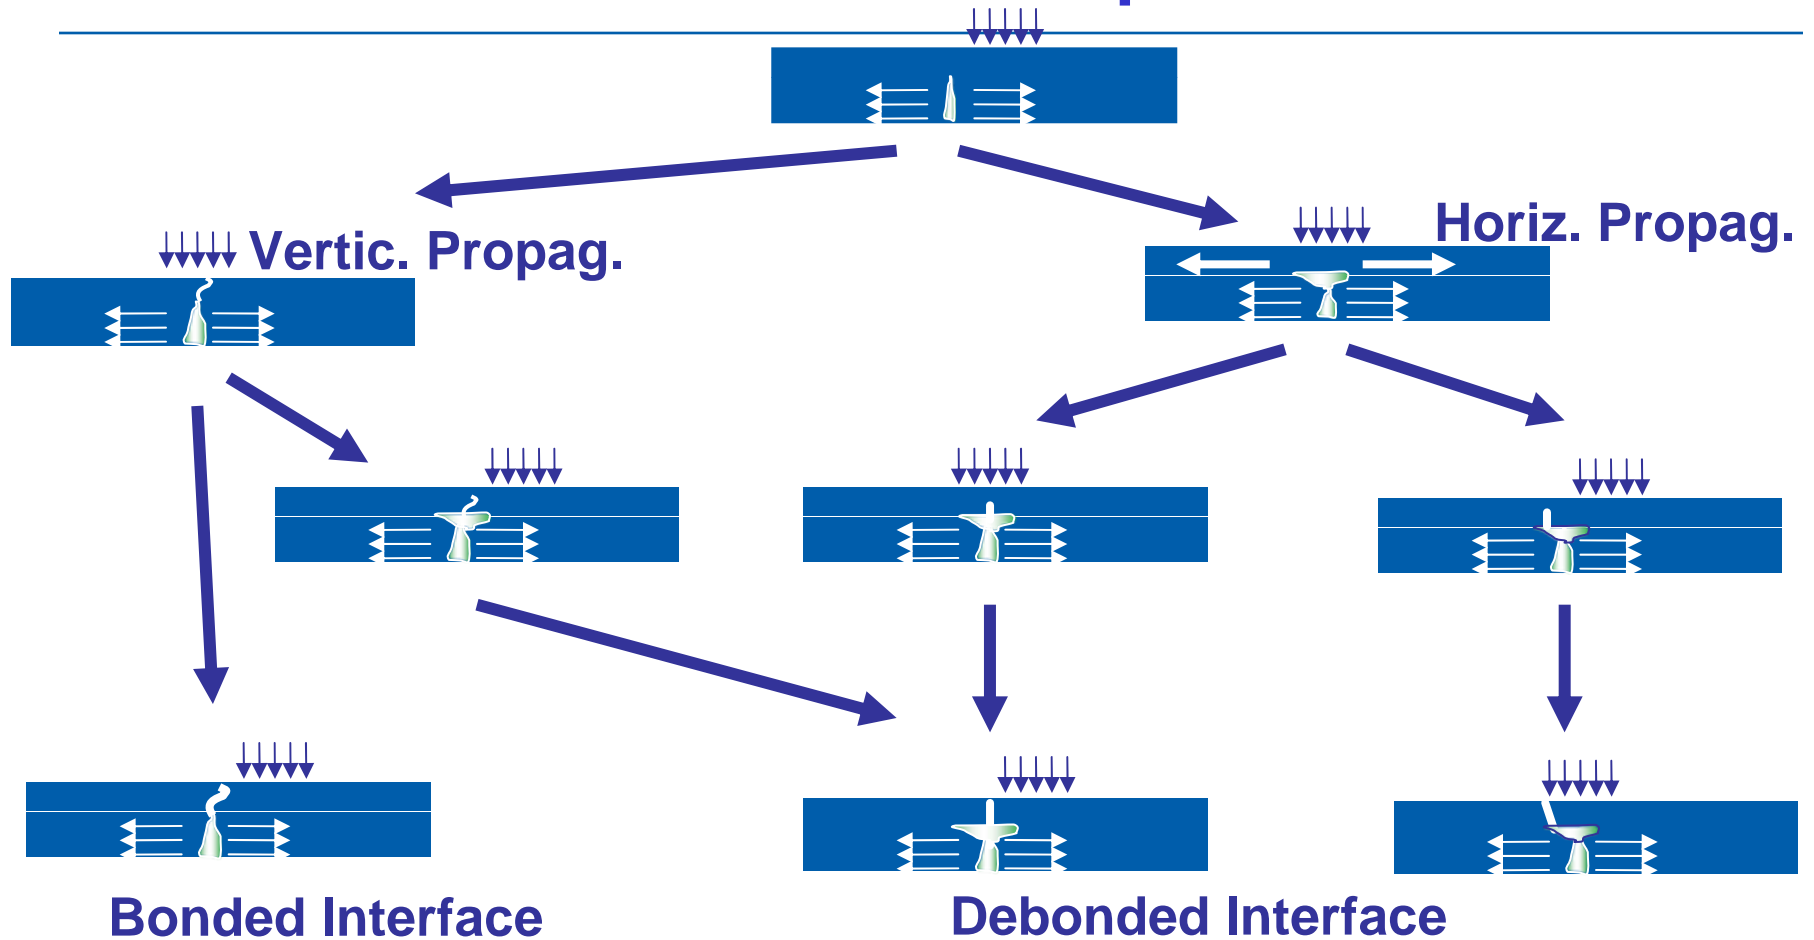 Vertic. Propag.
Horiz. Propag.
Bonded Interface
Debonded Interface